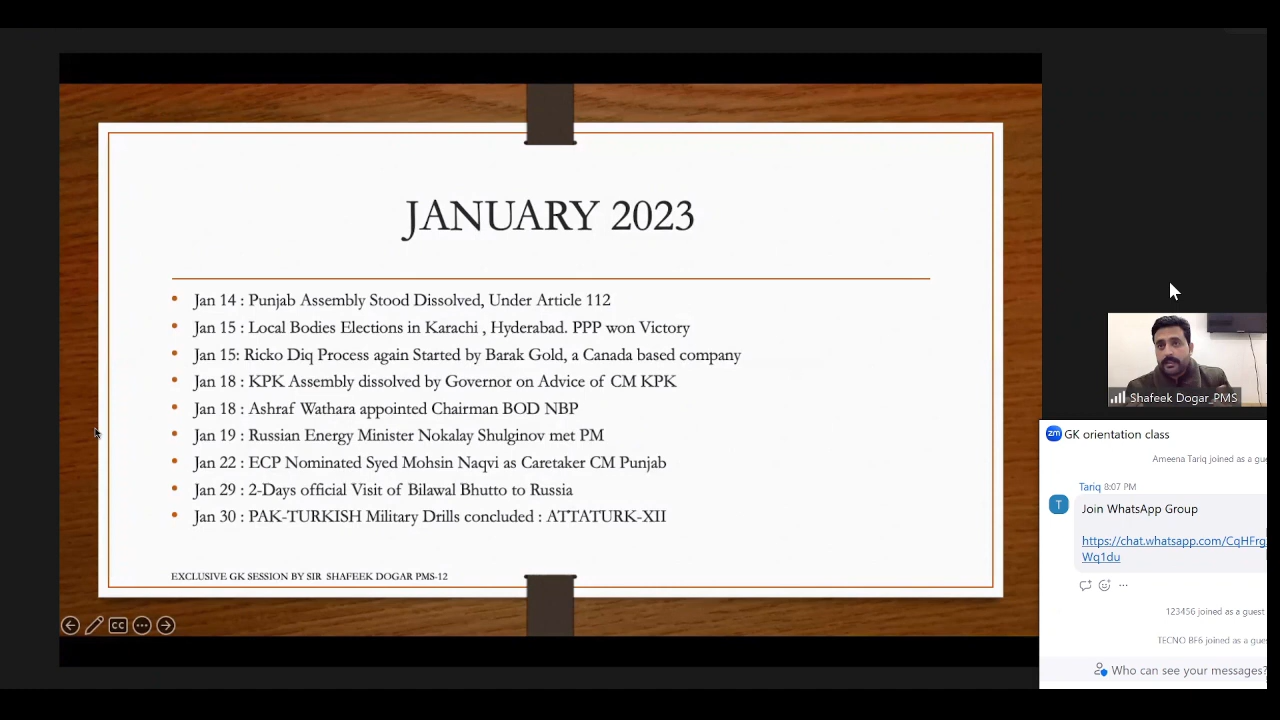 JANUARY 2023
Jan 14 : Punjab Assembly Stood Dissolved, Under Article 112
Jan 15 : Local Bodies Elections in Karachi , Hyderabad. PPP won Victory
Jan 15: Ricko Diq Process again Started by Barak Gold, a Canada based company
Jan 18 : KPK Assembly dissolved by Governor on Advice of CM KPK
Jan 18 : Ashraf Wathara appointed Chairman BOD NBP
Jan 19 : Russian Energy Minister Nokalay Shulginov met PM
Jan 22 : ECP Nominated Syed Mohsin Naqvi as Caretaker CM Punjab
Jan 29 : 2-Days official Visit of Bilawal Bhutto to Russia
Jan 30 : PAK-TURKISH Military Drills concluded : ATTATURK-XII
EXCLUSIVE GK SESSION BY SIR SHAFEEK DOGAR PMS-12
CC
Shafeek Dogar_PMS
zm GK orientation class
Ameena Tariq joined as a gue
Tariq 8:07 PM
T
Join WhatsApp Group
https://chat.whatsapp.com/CqHFrg
Wq1du
123456 joined as a guest
TECNO BF6 joined as a gue
Who can see your messages?